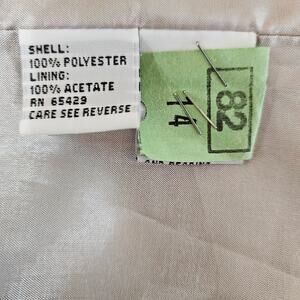 SHELL:
100% POLYESTER
LINING:
100% ACETATE
RN 65429
CARE SEE REVERSE
82
14